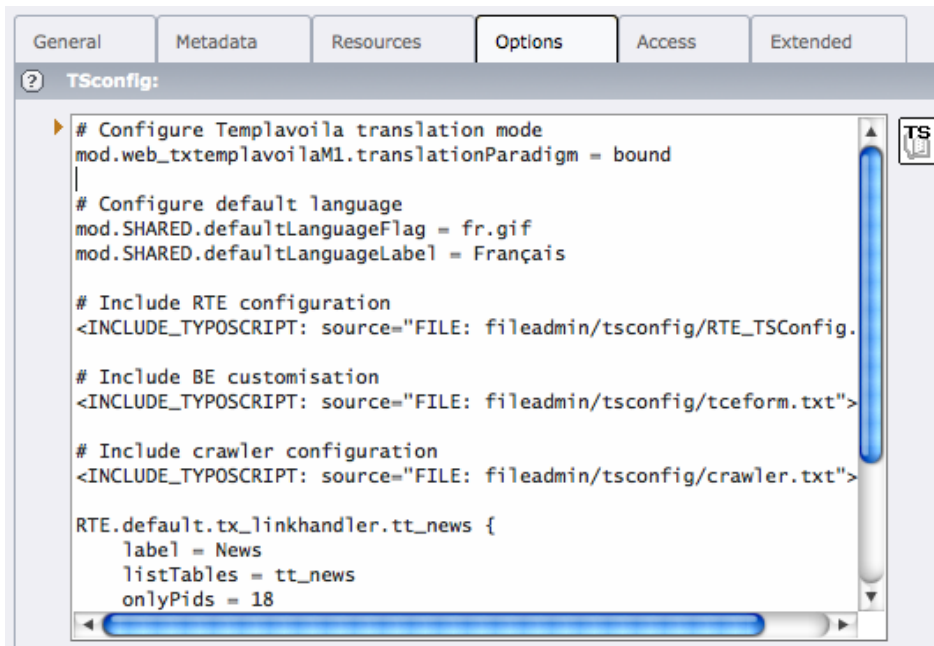 General Metadata Resources Options Access Extended
? TSconfig:
# Configure Templavoila translation mode
mod.web_txtemplavoilaM1.translationParadigm = bound
# Configure default language
mod.SHARED.defaultLanguageFlag = fr.gif
mod.SHARED.defaultLanguageLabel = Français
# Include RTE configuration
<INCLUDE_TYPOSCRIPT: source="FILE: fileadmin/tsconfig/RTE_TSConfig.
# Include BE customisation
<INCLUDE_TYPOSCRIPT: source="FILE: fileadmin/tsconfig/tceform.txt">
# Include crawler configuration
<INCLUDE_TYPOSCRIPT: source="FILE: fileadmin/tsconfig/crawler.txt">
RTE.default.tx_linkhandler.tt_news {
label = News
listTables = tt_news
onlyPids = 18
TS